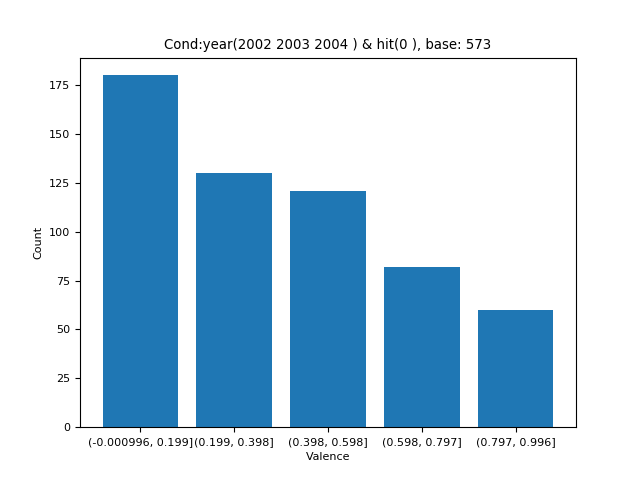 Cond:year(2002 2003 2004 ) & hit(0 ), base: 573
175
150
125
100
75
50
25
0
Count
(-0.000996, 0.199] (0.199, 0.398] (0.398, 0.598] (0.598, 0.797] (0.797, 0.996]
Valence